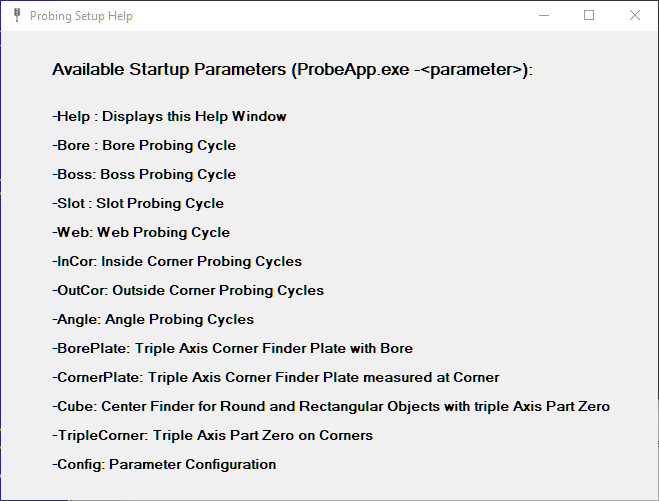 Probing Setup Help
Available Startup Parameters (ProbeApp.exe -<parameter>):
-Help : Displays this Help Window
-Bore : Bore Probing Cycle
-Boss: Boss Probing Cycle
-Slot : Slot Probing Cycle
-Web: Web Probing Cycle
-InCor: Inside Corner Probing Cycles
-OutCor: Outside Corner Probing Cycles
-Angle: Angle Probing Cycles
-BorePlate: Triple Axis Corner Finder Plate with Bore
-CornerPlate: Triple Axis Corner Finder Plate measured at Corner
-Cube: Center Finder for Round and Rectangular Objects with triple Axis Part Zero
-TripleCorner: Triple Axis Part Zero on Corners
-Config: Parameter Configuration